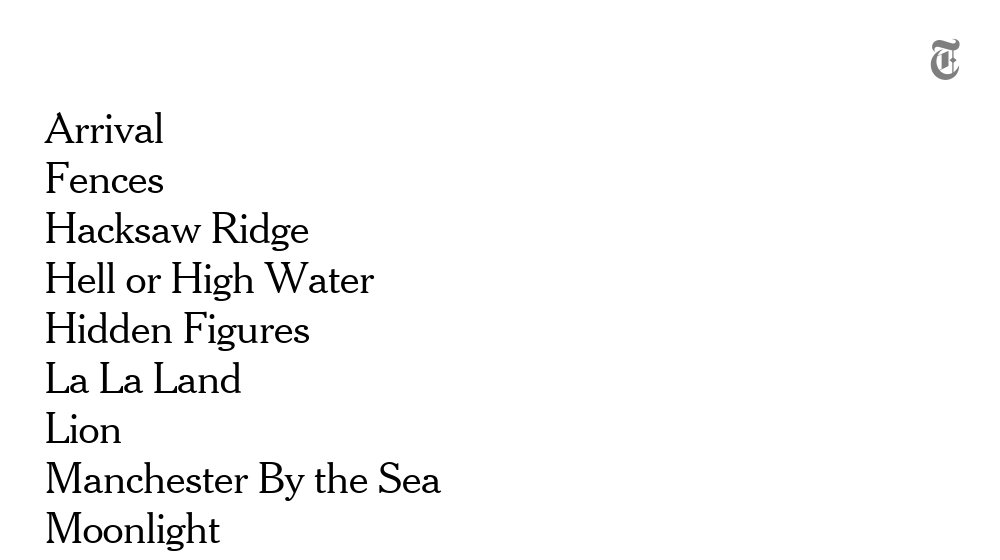 T
Arrival
Fences
Hacksaw Ridge
Hell or High Water
Hidden Figures
La La Land
Lion
Manchester By the Sea
Moonlight